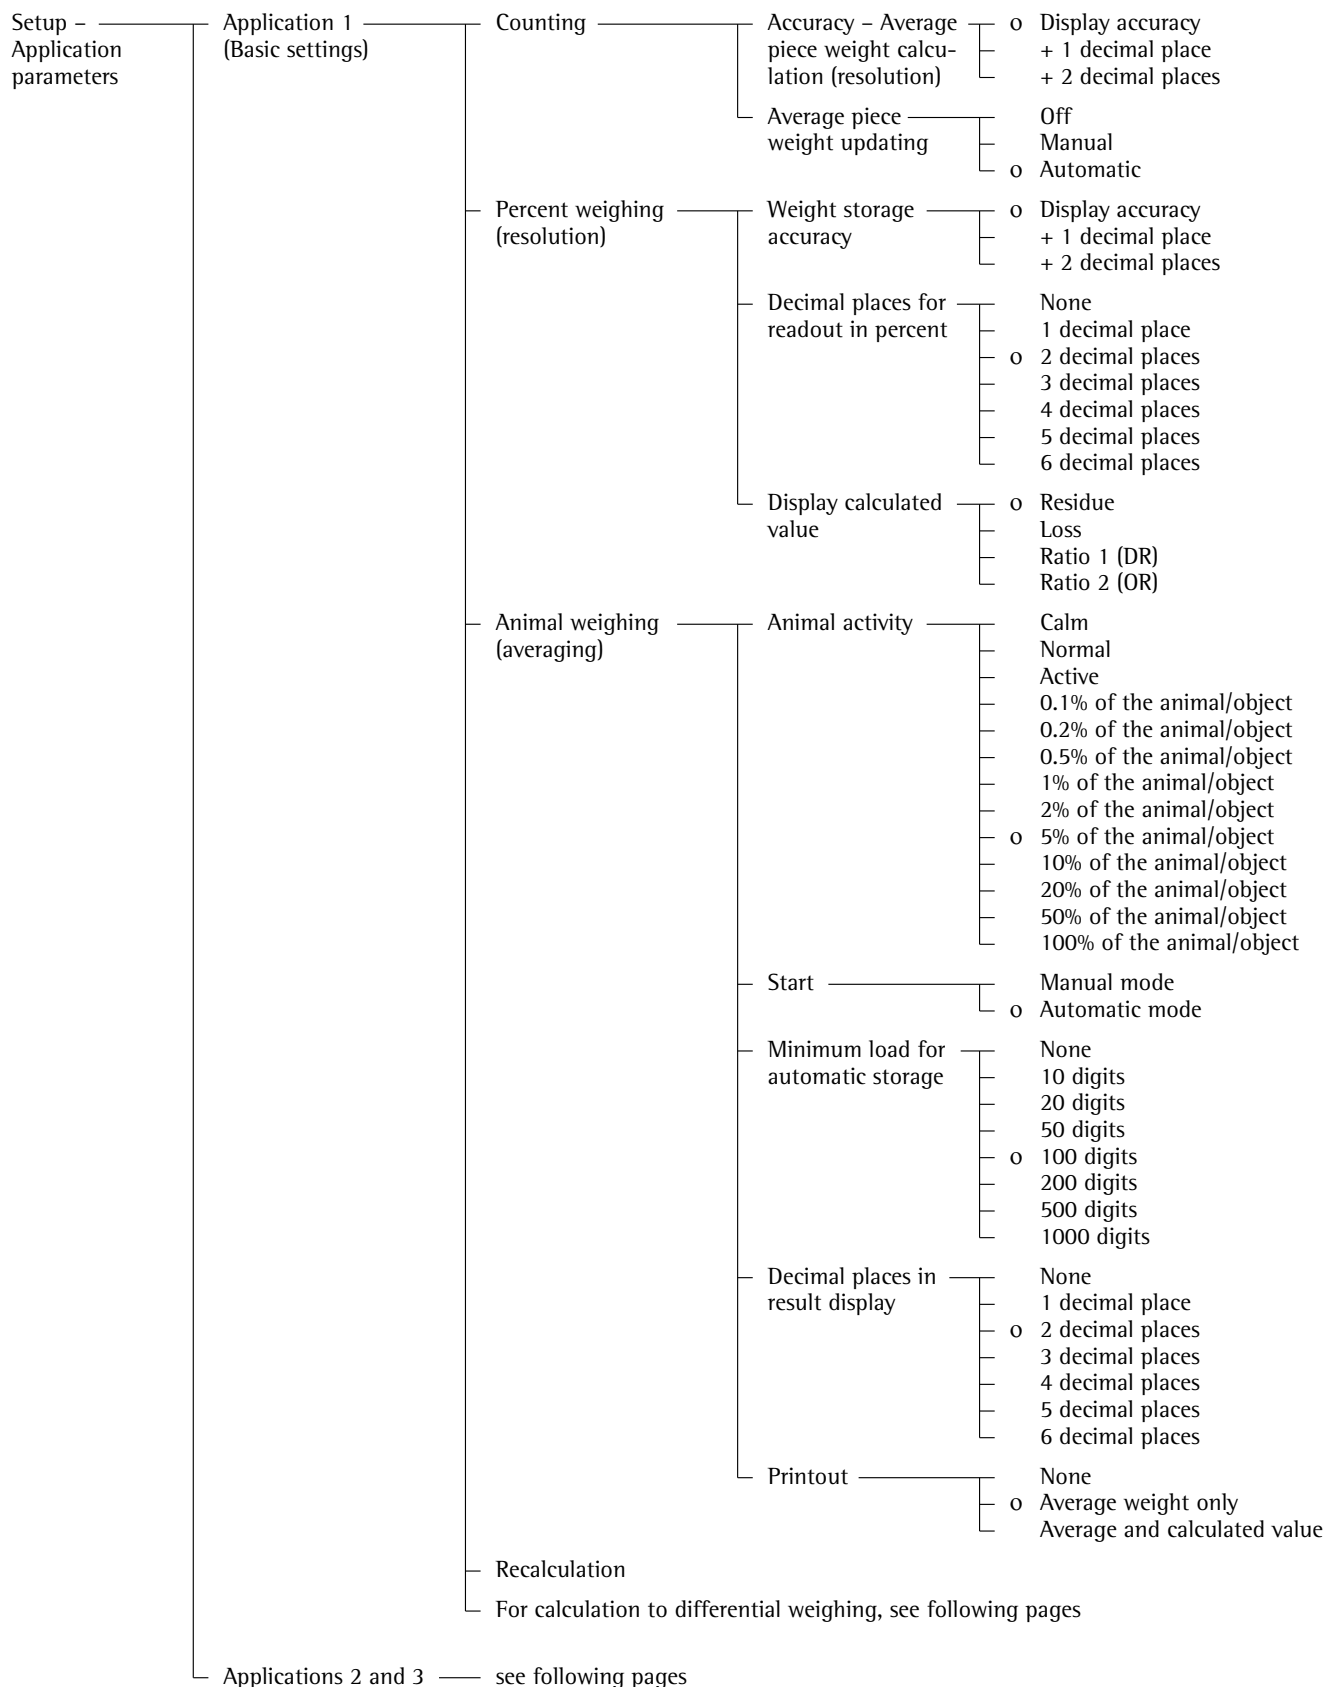 Setup –
Application
parameters
Application 1
(Basic settings)
Counting
Accuracy – Average
piece weight calcu-
lation (resolution)
o Display accuracy
+ 1 decimal place
+ 2 decimal places
Average piece
weight updating
Off
Manual
o Automatic
Percent weighing
(resolution)
Weight storage
accuracy
o Display accuracy
+ 1 decimal place
+ 2 decimal places
Decimal places for
readout in percent
None
1 decimal place
o 2 decimal places
3 decimal places
4 decimal places
5 decimal places
6 decimal places
Display calculated
value
o Residue
Loss
Ratio 1 (DR)
Ratio 2 (OR)
Animal weighing
(averaging)
Animal activity
Calm
Normal
Active
0.1% of the animal/object
0.2% of the animal/object
0.5% of the animal/object
1% of the animal/object
2% of the animal/object
o 5% of the animal/object
10% of the animal/object
20% of the animal/object
50% of the animal/object
100% of the animal/object
Start
Manual mode
o Automatic mode
Minimum load for
automatic storage
None
10 digits
20 digits
50 digits
o 100 digits
200 digits
500 digits
1000 digits
Decimal places in
result display
None
1 decimal place
o 2 decimal places
3 decimal places
4 decimal places
5 decimal places
6 decimal places
Printout
None
o Average weight only
Average and calculated value
Recalculation
For calculation to differential weighing, see following pages
Applications 2 and 3
see following pages